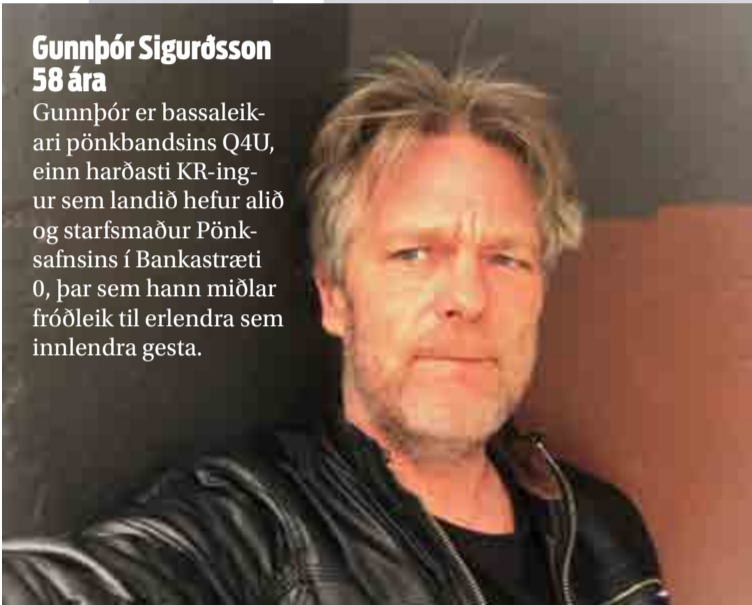 Gunnþór Sigurðsson
58 ára
Gunnþór er bassaleik-
ari pönkbandsins Q4U,
einn harðasti KR-ing-
ur sem landið hefur alið
og starfsmaður Pönk-
safnsins í Bankastræti
0, þar sem hann miðlar
fróðleik til erlendra sem
innlendra gesta.